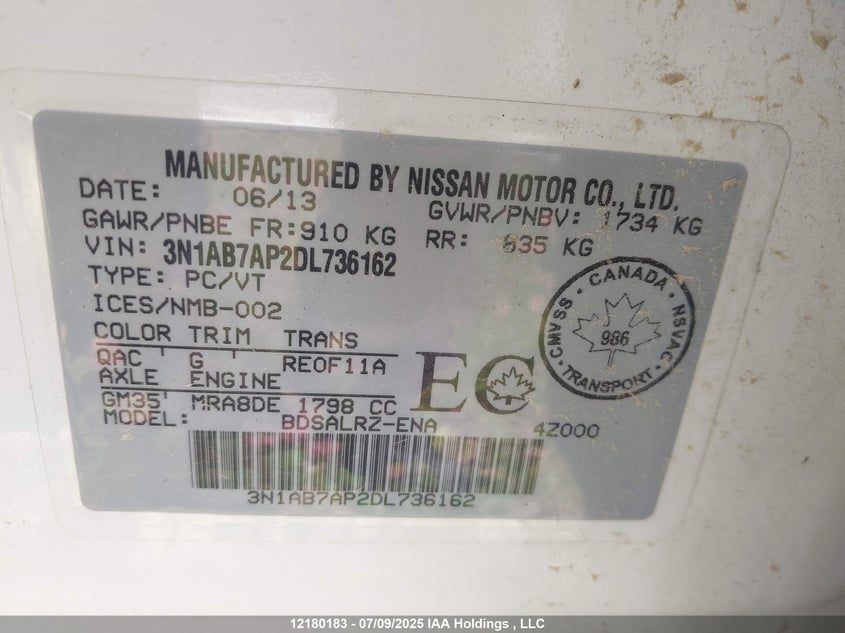 MANUFACTURED BY NISSAN MOTOR CO., LTD.
DATE: 06/13 GVWR/PNBV: 1734 KG
GAWR/PNBE FR: 910 KG RR: 835 KG
VIN: 3N1AB7AP2DL736162
TYPE: PC/VT
ICES/NMB-002
COLOR TRIM TRANS
QAC ' G ' RE0F11A
AXLE ENGINE
GM35' MRA8DE 1798 CC
MODEL: BDSALRZ-ENA 4Z000
EC
CANADA
CMVSS · NSVAC
986
TRANSPORT
3N1AB7AP2DL736162
12180183 - 07/09/2025 IAA Holdings , LLC